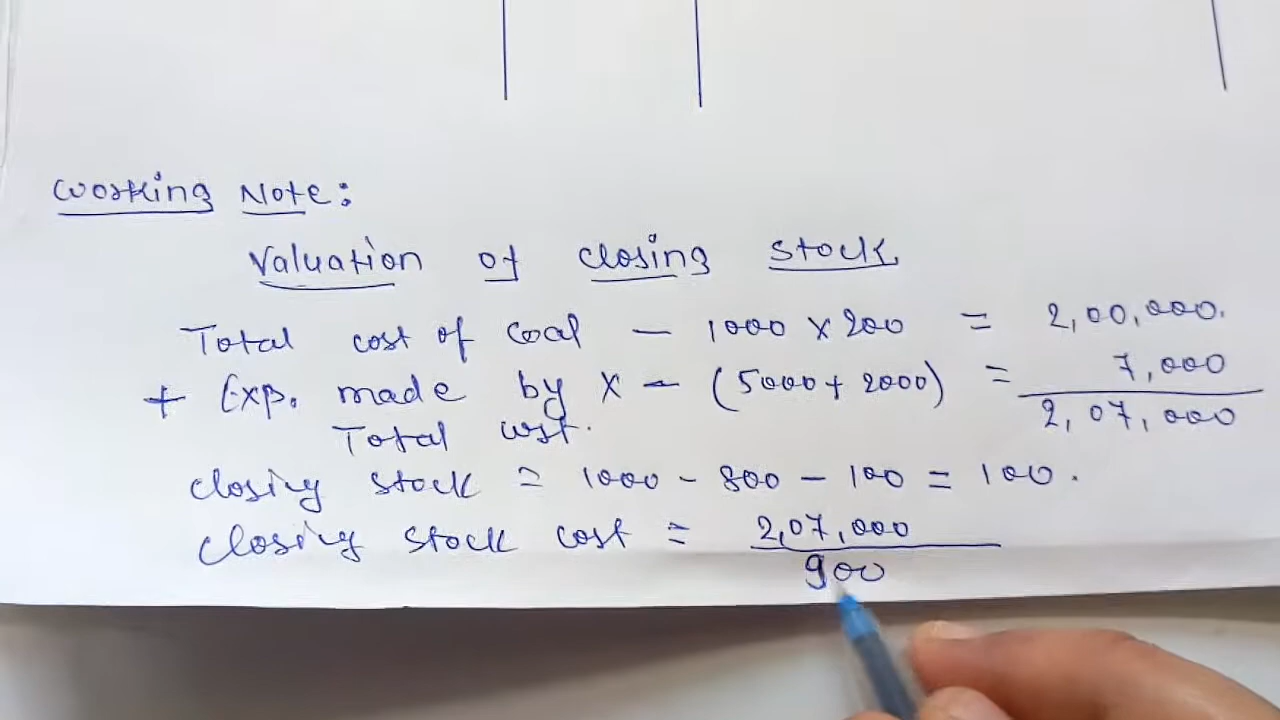 Working Note:
Valuation of closing stock
Total cost of Coal - 1000 X 200 = 2,00,000.
+ Exp. made by X - (5000 + 2000) = 7,000
Total cost. 2,07,000
closing stock = 1000 - 800 - 100 = 100.
closing stock cost = 2,07,000
900